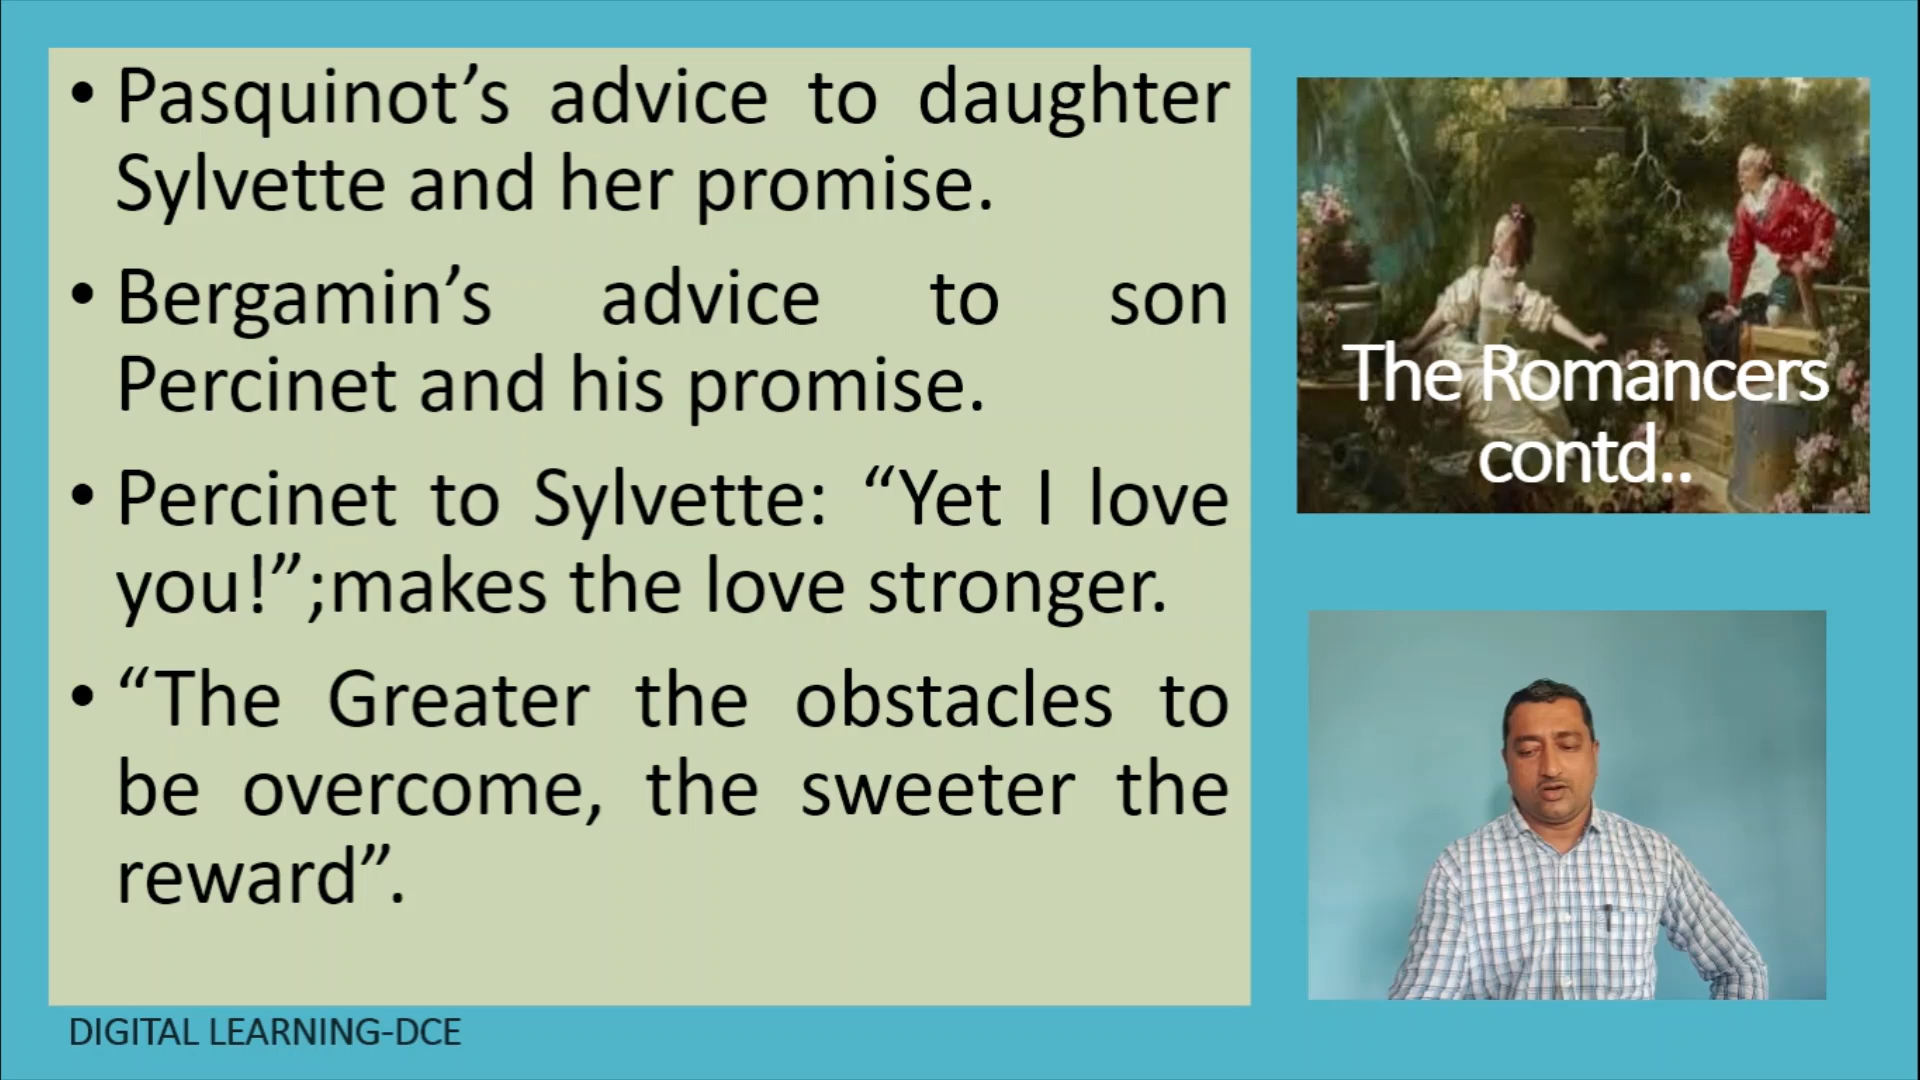 • Pasquinot’s advice to daughter
Sylvette and her promise.
• Bergamin’s advice to son
Percinet and his promise.
• Percinet to Sylvette: “Yet I love
you!”;makes the love stronger.
• “The Greater the obstacles to
be overcome, the sweeter the
reward”.
The Romancers
contd..
DIGITAL LEARNING-DCE